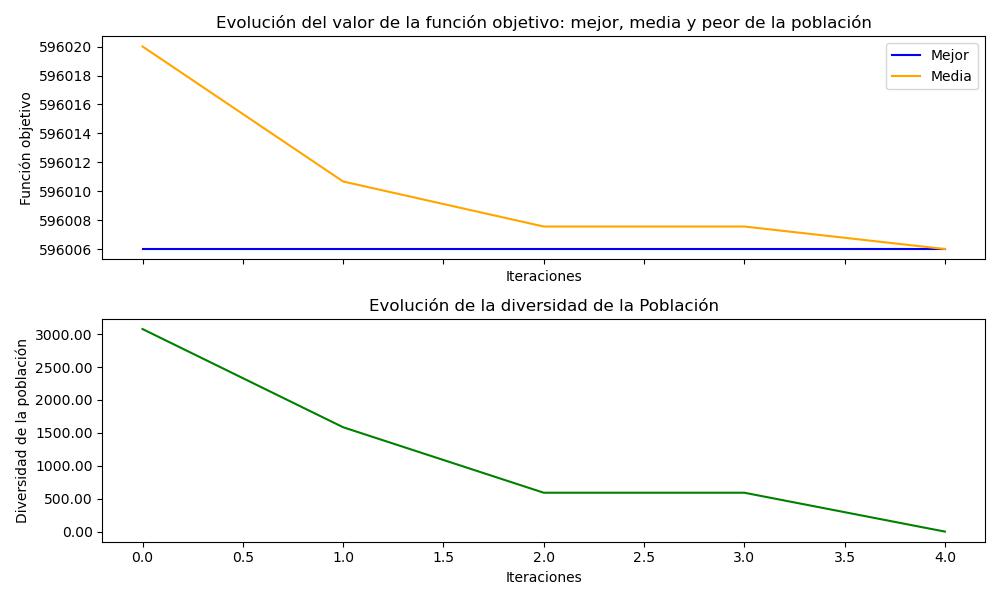 Evolución del valor de la función objetivo: mejor, media y peor de la población
596020
596018
596016
596014
596012
596010
596008
596006
Función objetivo
Mejor
Media
Iteraciones
Evolución de la diversidad de la Población
3000.00
2500.00
2000.00
1500.00
1000.00
500.00
0.00
Diversidad de la población
0.0 0.5 1.0 1.5 2.0 2.5 3.0 3.5 4.0
Iteraciones